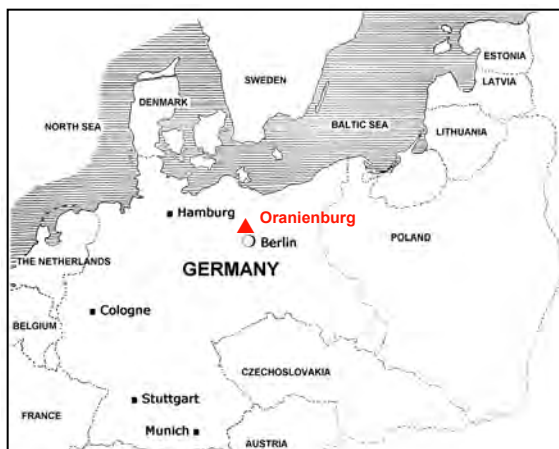 ESTONIA
SWEDEN
LATVIA
DENMARK
NORTH SEA
BALTIC SEA
LITHUANIA
Hamburg
Oranienburg
Berlin
POLAND
THE NETHERLANDS
GERMANY
Cologne
BELGIUM
CZECHOSLOVAKIA
Stuttgart
FRANCE
Munich
AUSTRIA